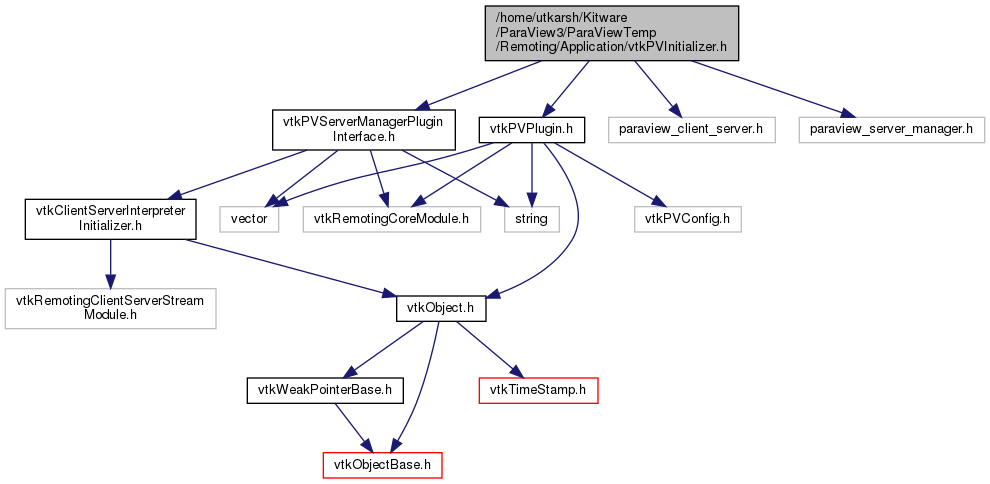 /home/utkarsh/Kitware
/ParaView3/ParaViewTemp
/Remoting/Application/vtkPVInitializer.h
vtkPVServerManagerPlugin
Interface.h
vtkPVPlugin.h
paraview_client_server.h
paraview_server_manager.h
vtkClientServerInterpreter
Initializer.h
vector
vtkRemotingCoreModule.h
string
vtkPVConfig.h
vtkRemotingClientServerStream
Module.h
vtkObject.h
vtkWeakPointerBase.h
vtkTimeStamp.h
vtkObjectBase.h